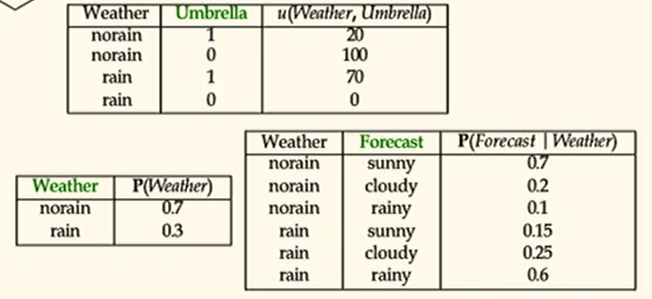 Weather Umbrella u(Weather, Umbrella)
norain 1 20
norain 0 100
rain 1 70
rain 0 0
Weather Forecast P(Forecast | Weather)
norain sunny 0.7
norain cloudy 0.2
norain rainy 0.1
rain sunny 0.15
rain cloudy 0.25
rain rainy 0.6
Weather P(Weather)
norain 0.7
rain 0.3